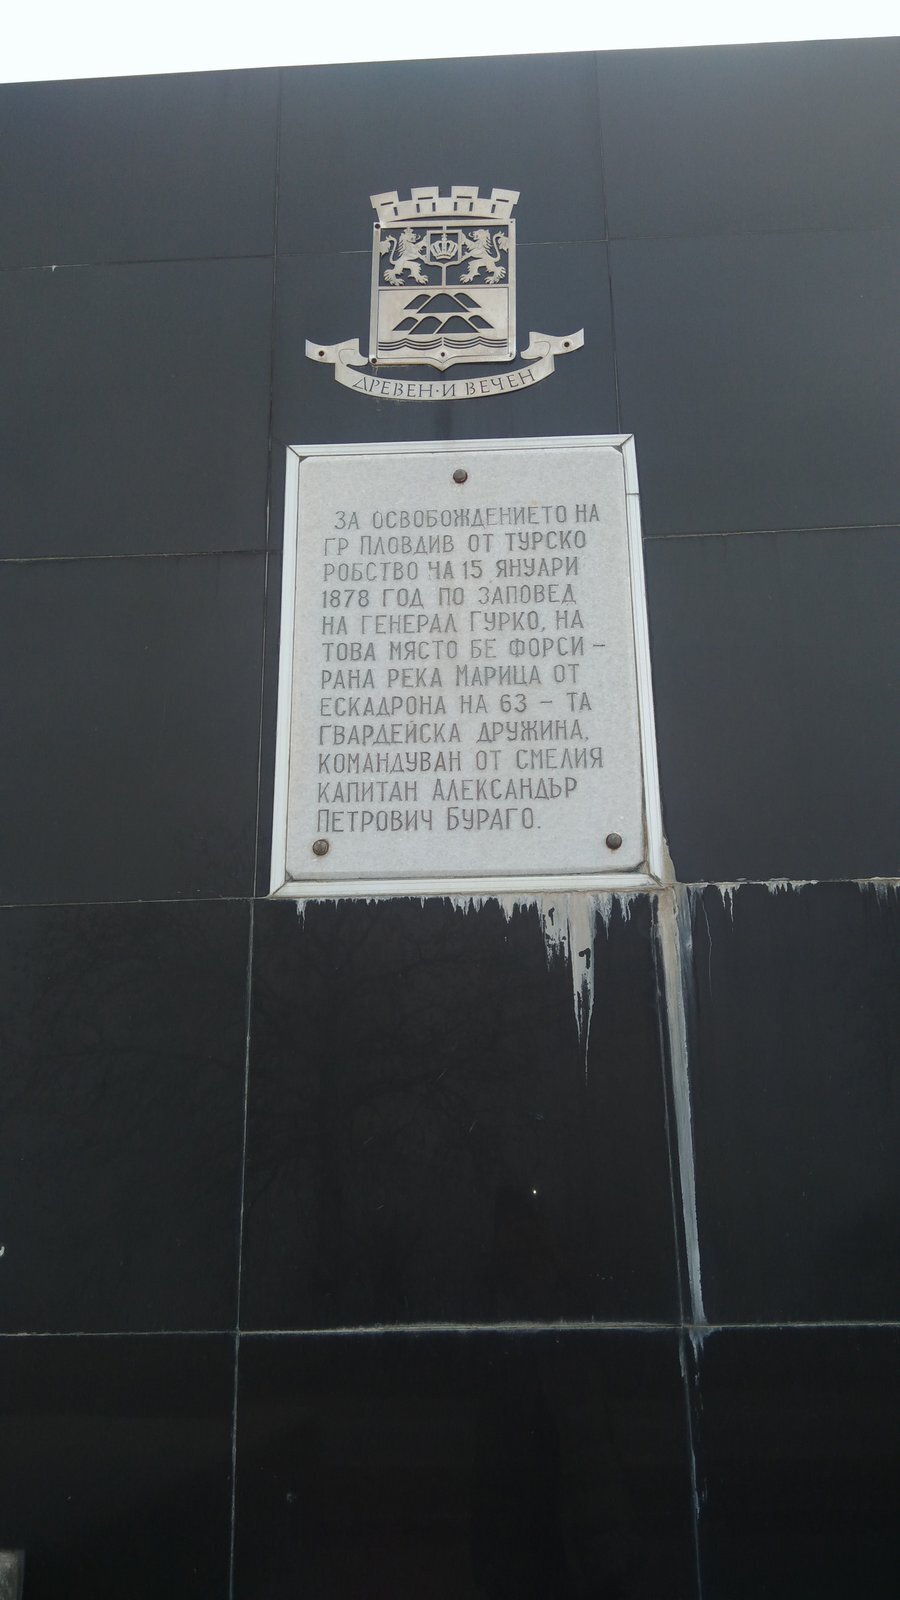 ДРЕВЕН·И ВЕЧЕН
ЗА ОСВОБОЖДЕНИЕТО НА
ГР ПЛОВДИВ ОТ ТУРСКО
РОБСТВО НА 15 ЯНУАРИ
1878 ГОД ПО ЗАПОВЕД
НА ГЕНЕРАЛ ГУРКО, НА
ТОВА МЯСТО БЕ ФОРСИ –
РАНА РЕКА МАРИЦА ОТ
ЕСКАДРОНА НА 63 – ТА
ГВАРДЕЙСКА ДРУЖИНА,
КОМАНДУВАН ОТ СМЕЛИЯ
КАПИТАН АЛЕКСАНДЪР
ПЕТРОВИЧ БУРАГО.